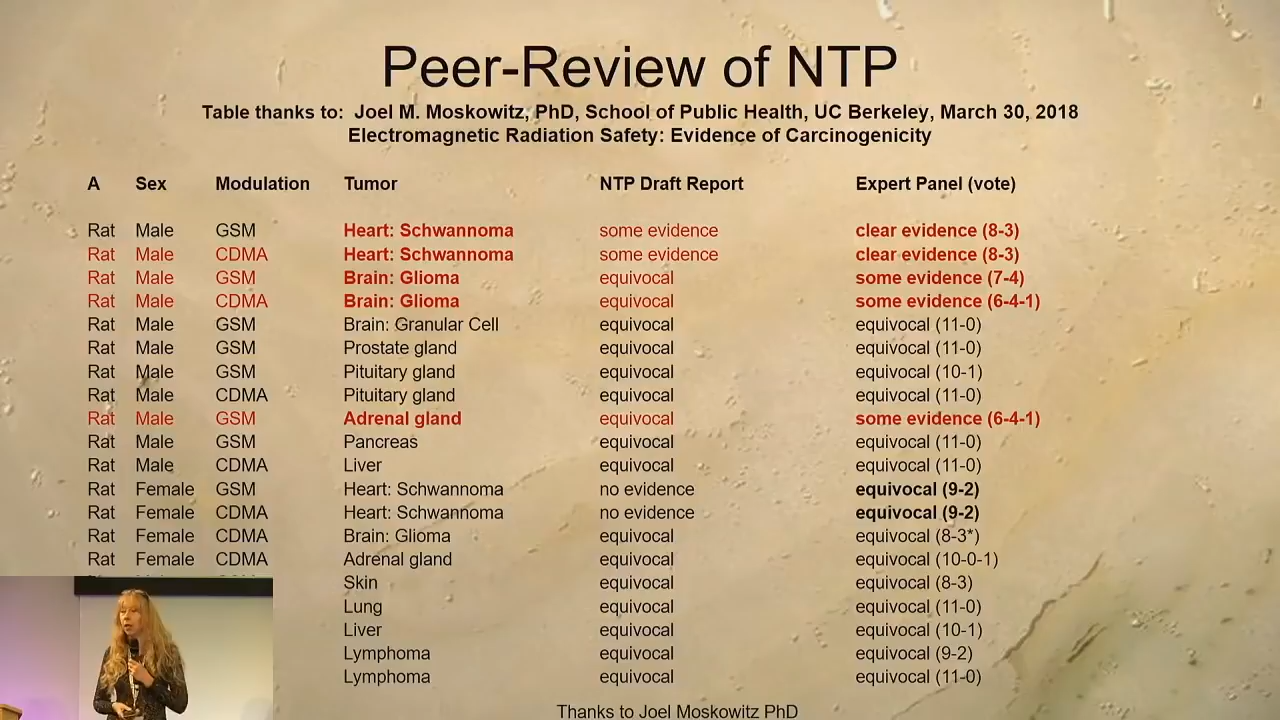 Peer-Review of NTP
Table thanks to: Joel M. Moskowitz, PhD, School of Public Health, UC Berkeley, March 30, 2018
Electromagnetic Radiation Safety: Evidence of Carcinogenicity
A Sex Modulation Tumor NTP Draft Report Expert Panel (vote)
Rat Male GSM Heart: Schwannoma some evidence clear evidence (8-3)
Rat Male CDMA Heart: Schwannoma some evidence clear evidence (8-3)
Rat Male GSM Brain: Glioma equivocal some evidence (7-4)
Rat Male CDMA Brain: Glioma equivocal some evidence (6-4-1)
Rat Male GSM Brain: Granular Cell equivocal equivocal (11-0)
Rat Male GSM Prostate gland equivocal equivocal (11-0)
Rat Male GSM Pituitary gland equivocal equivocal (10-1)
Rat Male CDMA Pituitary gland equivocal equivocal (11-0)
Rat Male GSM Adrenal gland equivocal some evidence (6-4-1)
Rat Male GSM Pancreas equivocal equivocal (11-0)
Rat Male CDMA Liver equivocal equivocal (11-0)
Rat Female GSM Heart: Schwannoma no evidence equivocal (9-2)
Rat Female CDMA Heart: Schwannoma no evidence equivocal (9-2)
Rat Female CDMA Brain: Glioma equivocal equivocal (8-3*)
Rat Female CDMA Adrenal gland equivocal equivocal (10-0-1)
Skin equivocal equivocal (8-3)
Lung equivocal equivocal (11-0)
Liver equivocal equivocal (10-1)
Lymphoma equivocal equivocal (9-2)
Lymphoma equivocal equivocal (11-0)
Thanks to Joel Moskowitz PhD